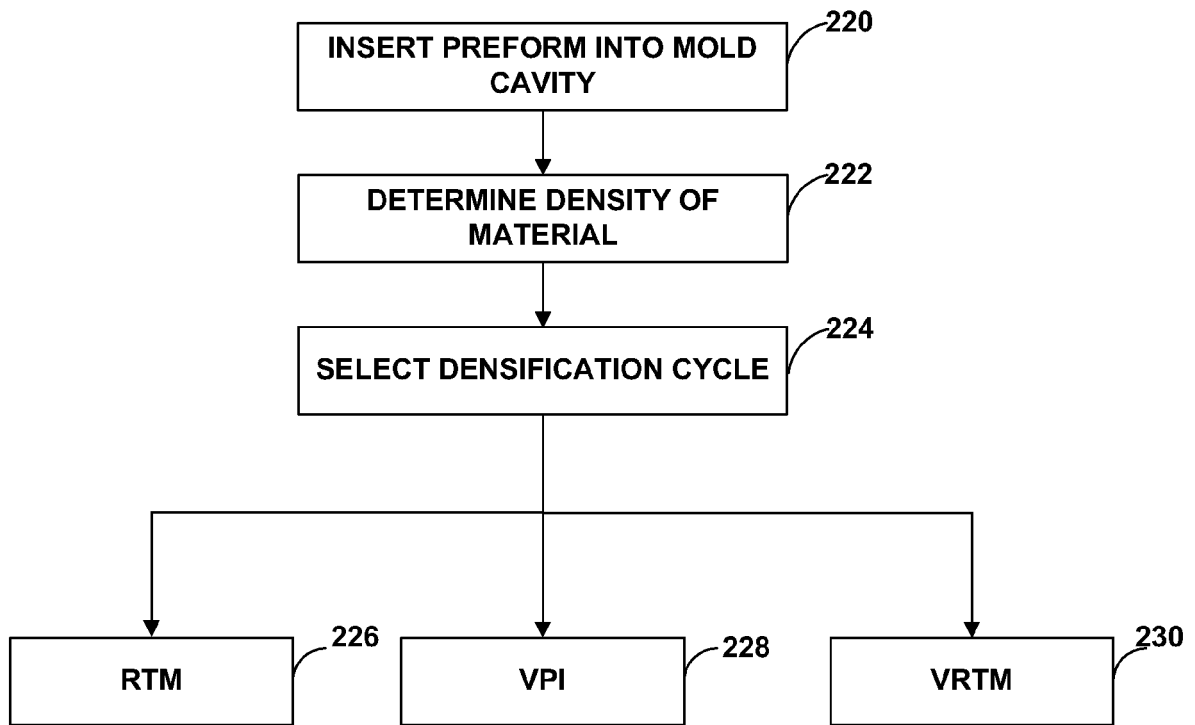 220
INSERT PREFORM INTO MOLD
CAVITY
222
DETERMINE DENSITY OF
MATERIAL
224
SELECT DENSIFICATION CYCLE
226
RTM
228
VPI
230
VRTM